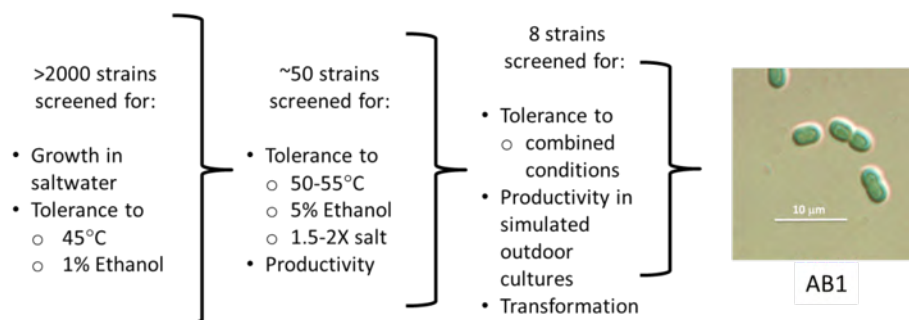 >2000 strains
screened for:
• Growth in
saltwater
• Tolerance to
○ 45°C
○ 1% Ethanol
~50 strains
screened for:
• Tolerance to
○ 50-55°C
○ 5% Ethanol
○ 1.5-2X salt
• Productivity
8 strains
screened for:
• Tolerance to
○ combined
conditions
• Productivity in
simulated
outdoor
cultures
• Transformation
10 μm
AB1